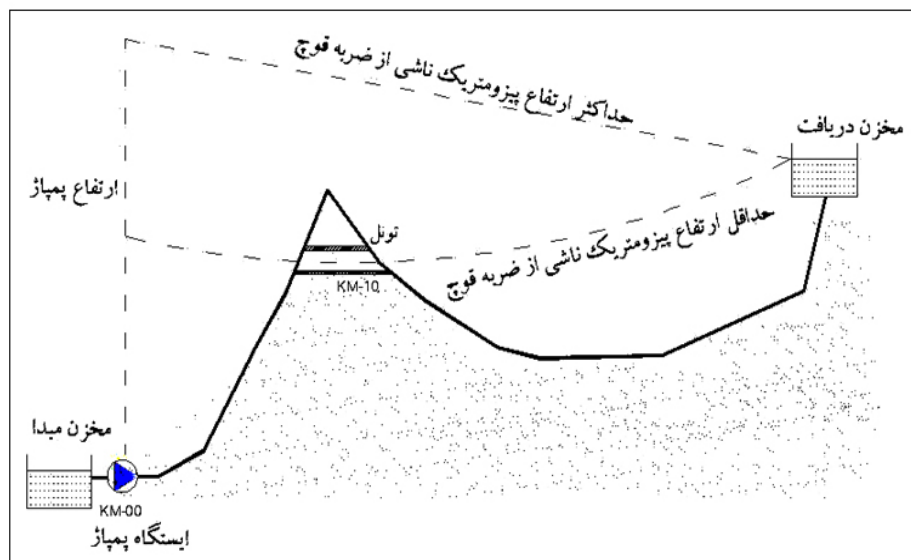 حداکثر ارتفاع پیزومتریک ناشی از ضربه قوچ
مخزن دریافت
ارتفاع پمپاژ
تونل
حداقل ارتفاع پیزومتریک ناشی از ضربه قوچ
KM-10
مخزن مبدا
KM-00
ایستگاه پمپاژ